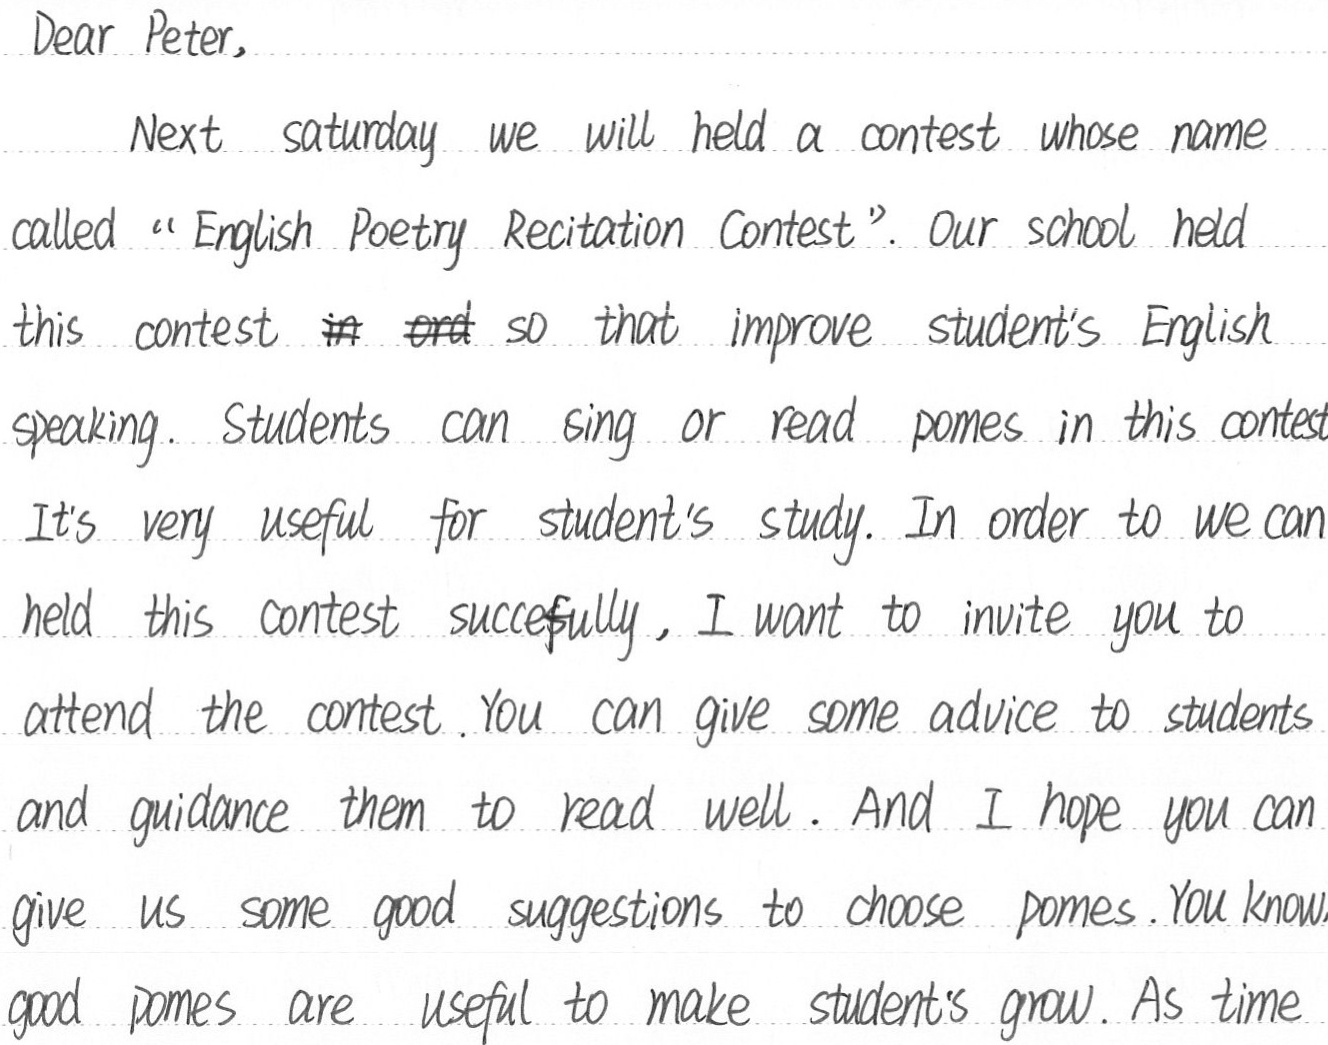 Dear Peter,
Next saturday we will held a contest whose name
called "English Poetry Recitation Contest". Our school held
this contest in ord so that improve student's English
speaking. Students can sing or read pomes in this contest
It's very useful for student's study. In order to we can
held this contest succefully, I want to invite you to
attend the contest. You can give some advice to students
and guidance them to read well. And I hope you can
give us some good suggestions to choose pomes. You know,
good pomes are useful to make student's grow. As time